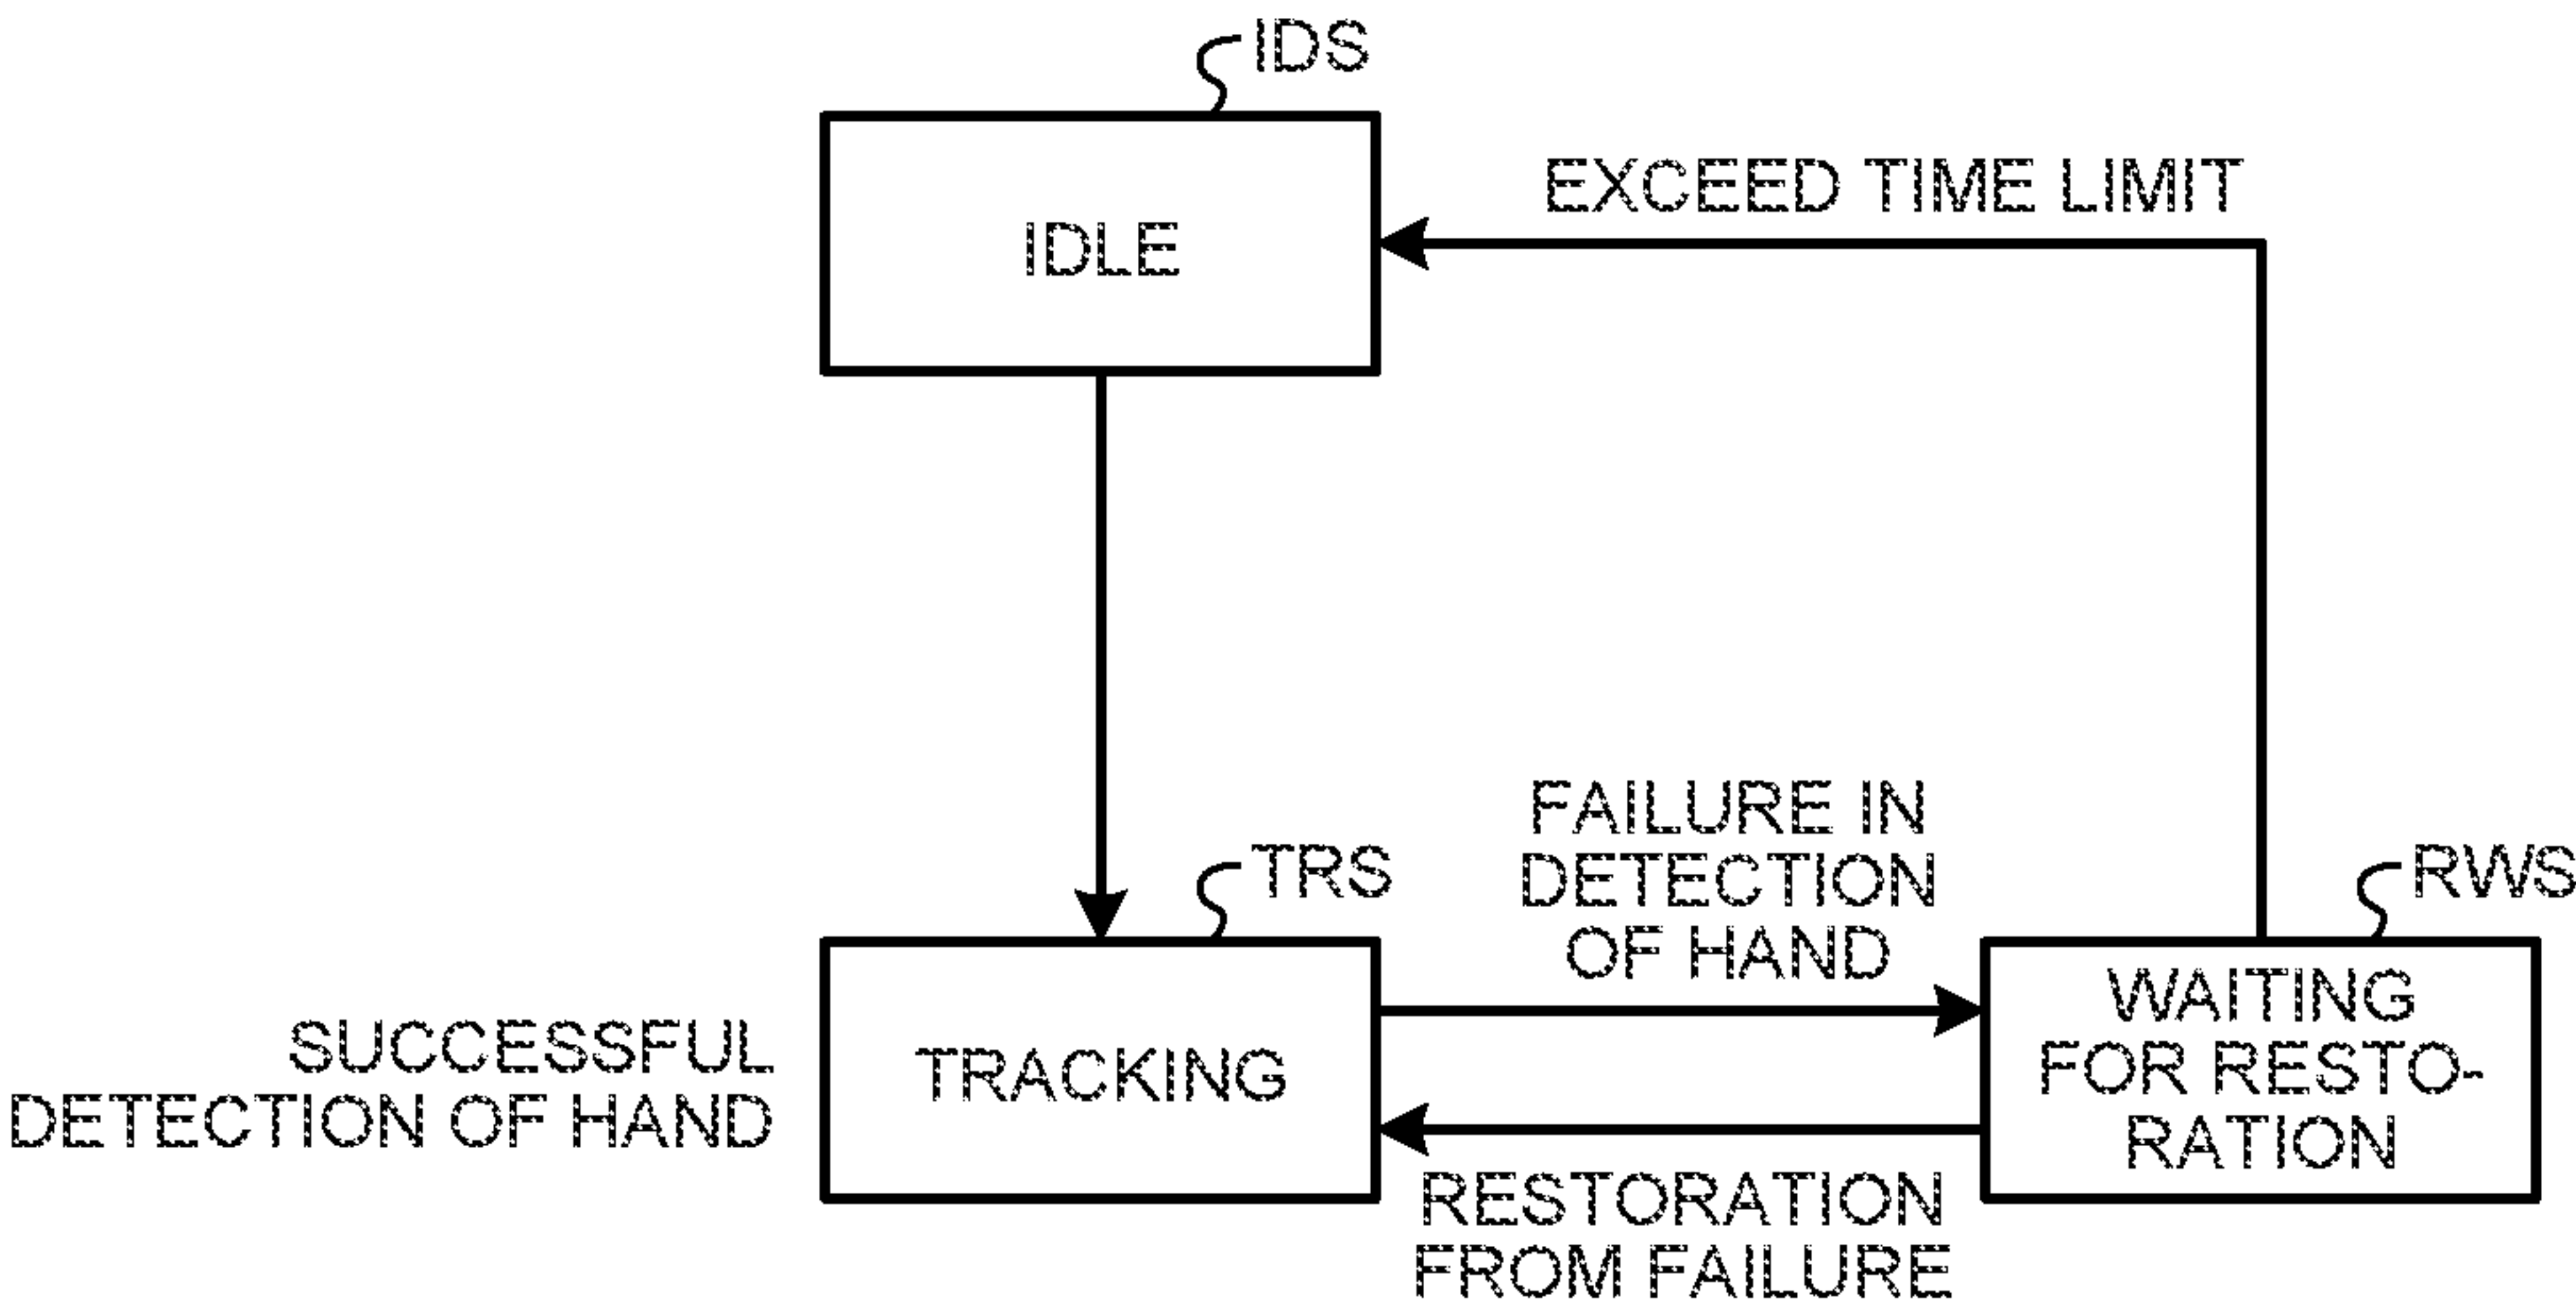 IDS
EXCEED TIME LIMIT
IDLE
FAILURE IN
DETECTION
OF HAND
TRS
RWS
SUCCESSFUL
DETECTION OF HAND
TRACKING
WAITING
FOR RESTO-
RATION
RESTORATION
FROM FAILURE